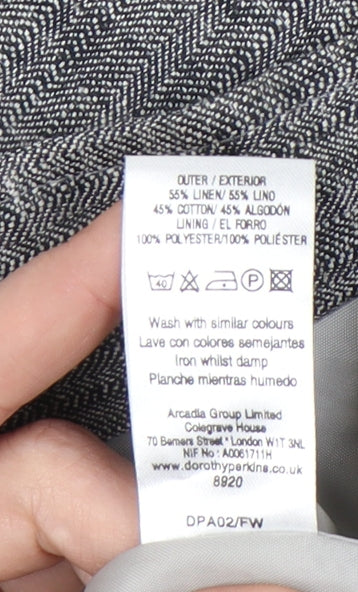 OUTER / EXTERIOR
55% LINEN/ 55% LINO
45% COTTON/ 45% ALGODÓN
LINING / EL FORRO
100% POLYESTER/100% POLIÉSTER
40 P
Wash with similar colours
Lave con colores semejantes
Iron whilst damp
Planche mientras humedo
Arcadia Group Limited
Colegrave House
70 Berners Street * London W1T 3NL
NIF No : A0061711H
www.dorothyperkins.co.uk
8920
DPA02/FW